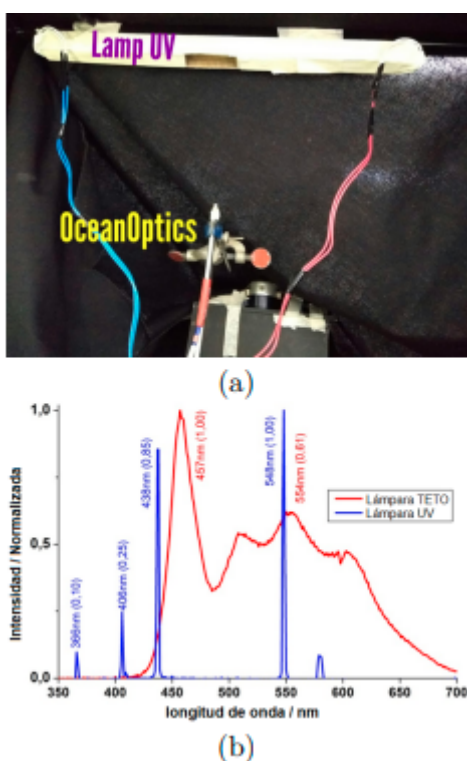 Lamp UV
OceanOptics
(a)
Intensidad / Normalizada
1,0
0,5
0,0
366nm (0,10)
406nm (0,25)
438nm (0,85)
457nm (1,00)
548nm (1,00)
554nm (0,61)
Lámpara TETO
Lámpara UV
350 400 450 500 550 600 650 700
longitud de onda / nm
(b)